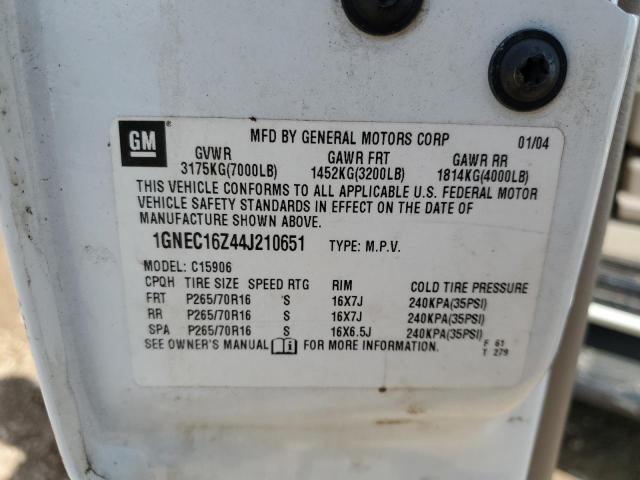 GM ® MFD BY GENERAL MOTORS CORP 01/04
GVWR GAWR FRT GAWR RR
3175KG(7000LB) 1452KG(3200LB) 1814KG(4000LB)
THIS VEHICLE CONFORMS TO ALL APPLICABLE U.S. FEDERAL MOTOR
VEHICLE SAFETY STANDARDS IN EFFECT ON THE DATE OF
MANUFACTURE SHOWN ABOVE.
1GNEC16Z44J210651 TYPE: M.P.V.
MODEL: C15906
CPQH TIRE SIZE SPEED RTG RIM COLD TIRE PRESSURE
FRT P265/70R16 S 16X7J 240KPA(35PSI)
RR P265/70R16 S 16X7J 240KPA(35PSI)
SPA P265/70R16 S 16X6.5J 240KPA(35PSI)
SEE OWNER'S MANUAL FOR MORE INFORMATION. F 61
T 279